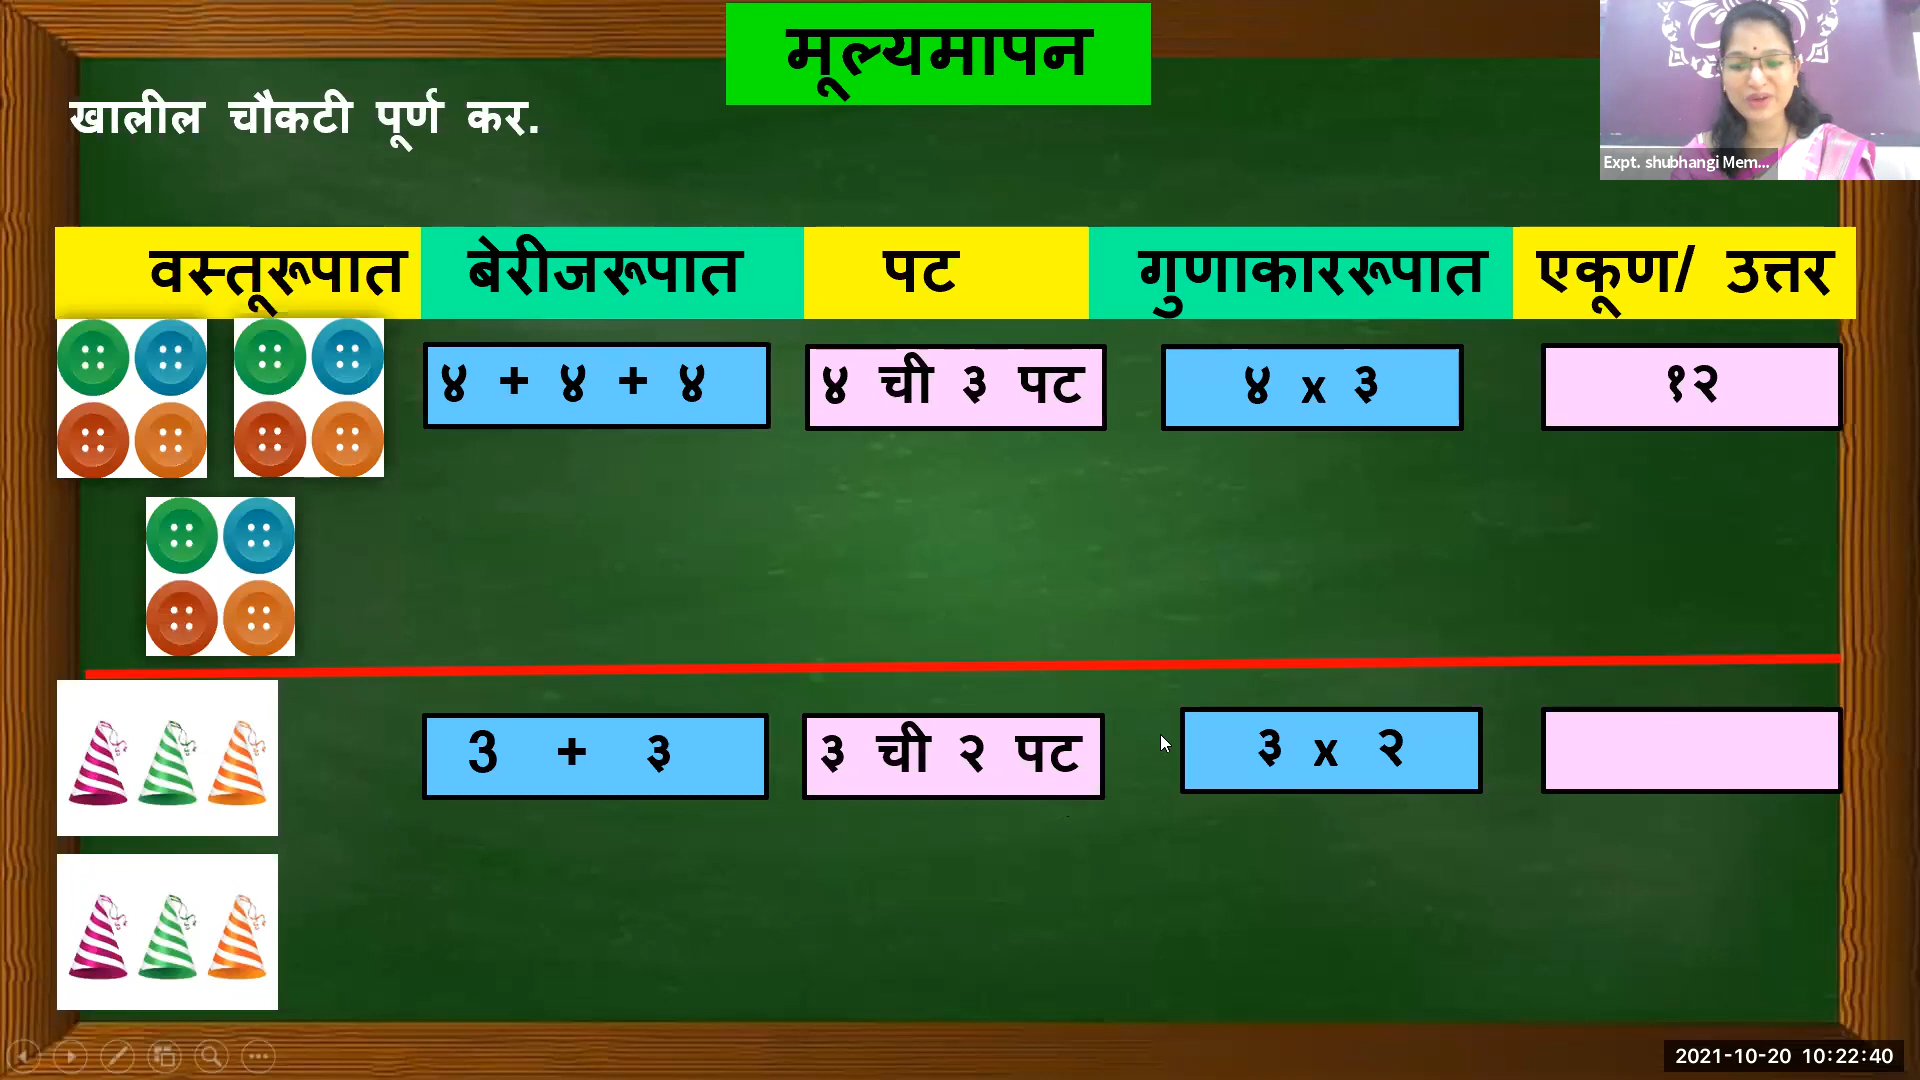 मूल्यमापन
खालील चौकटी पूर्ण कर.
Expt. shubhangi Mem...
वस्तूरूपात बेरीजरूपात पट गुणाकाररूपात एकूण/ उत्तर
४ + ४ + ४ ४ ची ३ पट ४ x ३ १२
3 + ३ ३ ची २ पट ३ x २
2021-10-20 10:22:40